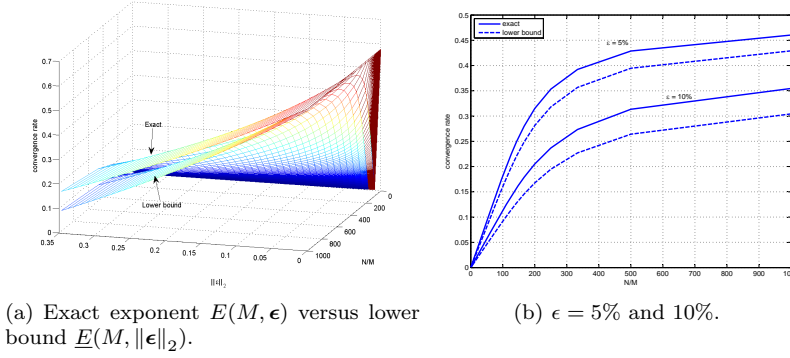 0.7
0.6
0.5
0.4
0.3
0.2
0.1
0
convergence rate
Exact
Lower bound
0.35
0.3
0.25
0.2
0.15
0.1
0.05
0
1000
800
600
400
200
0
N/M
||ε||₂
0.5
0.45
0.4
0.35
0.3
0.25
0.2
0.15
0.1
0.05
0
convergence rate
exact
lower bound
ε = 5%
ε = 10%
0 100 200 300 400 500 600 700 800 900 1000
N/M
(a) Exact exponent E(M, ϵ) versus lower
bound E(M, ‖ϵ‖₂).
(b) ϵ = 5% and 10%.